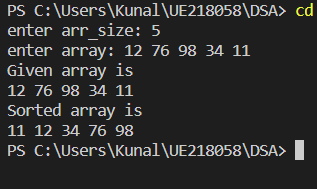 PS C:\Users\Kunal\UE218058\DSA> cd
enter arr_size: 5
enter array: 12 76 98 34 11
Given array is
12 76 98 34 11
Sorted array is
11 12 34 76 98
PS C:\Users\Kunal\UE218058\DSA>